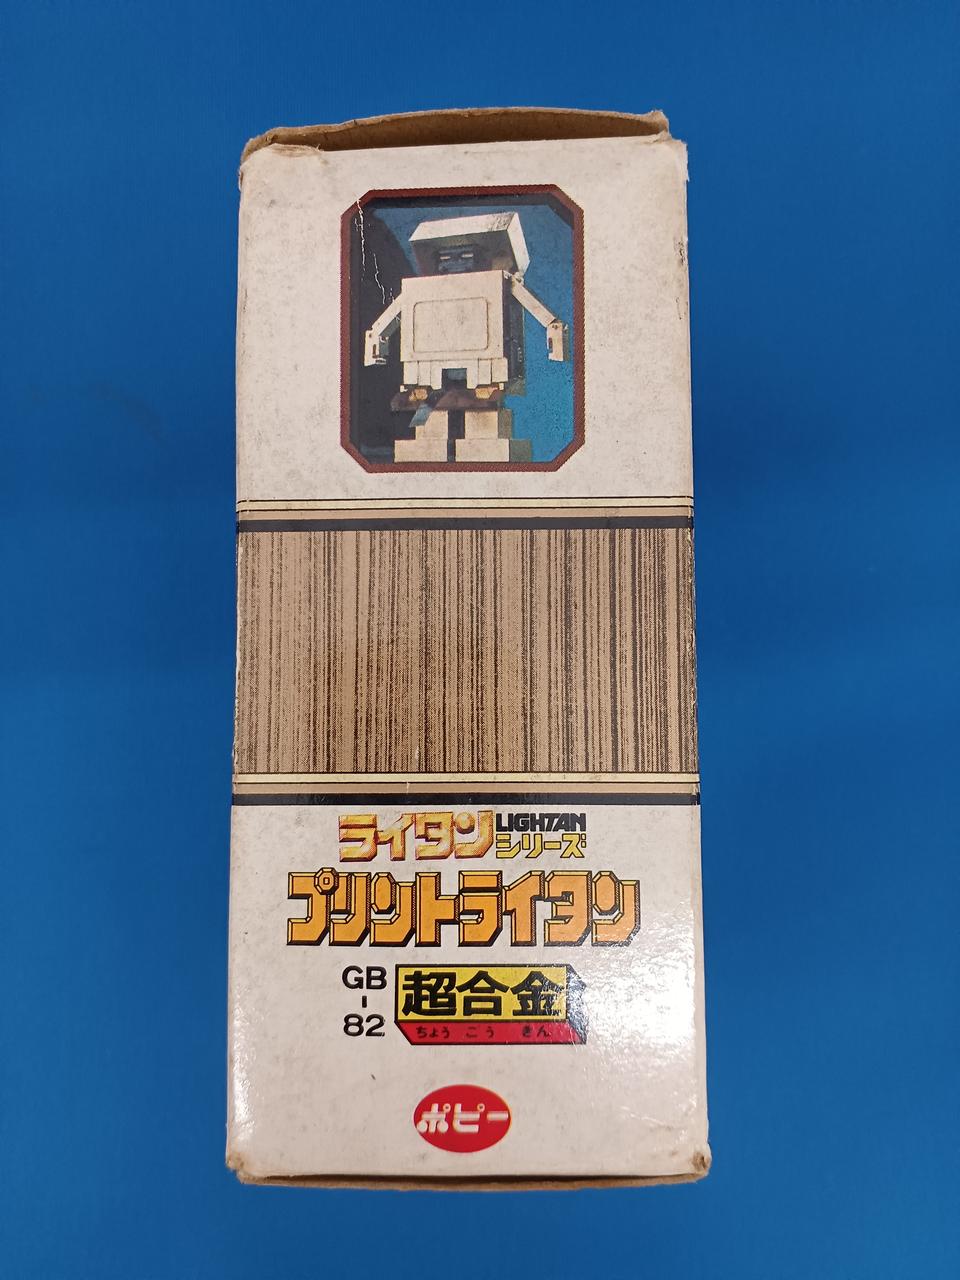 ライタン LIGHTAN シリーズ
プリントライタン
GB-82 超合金
ちょう ごう きん
ポピー